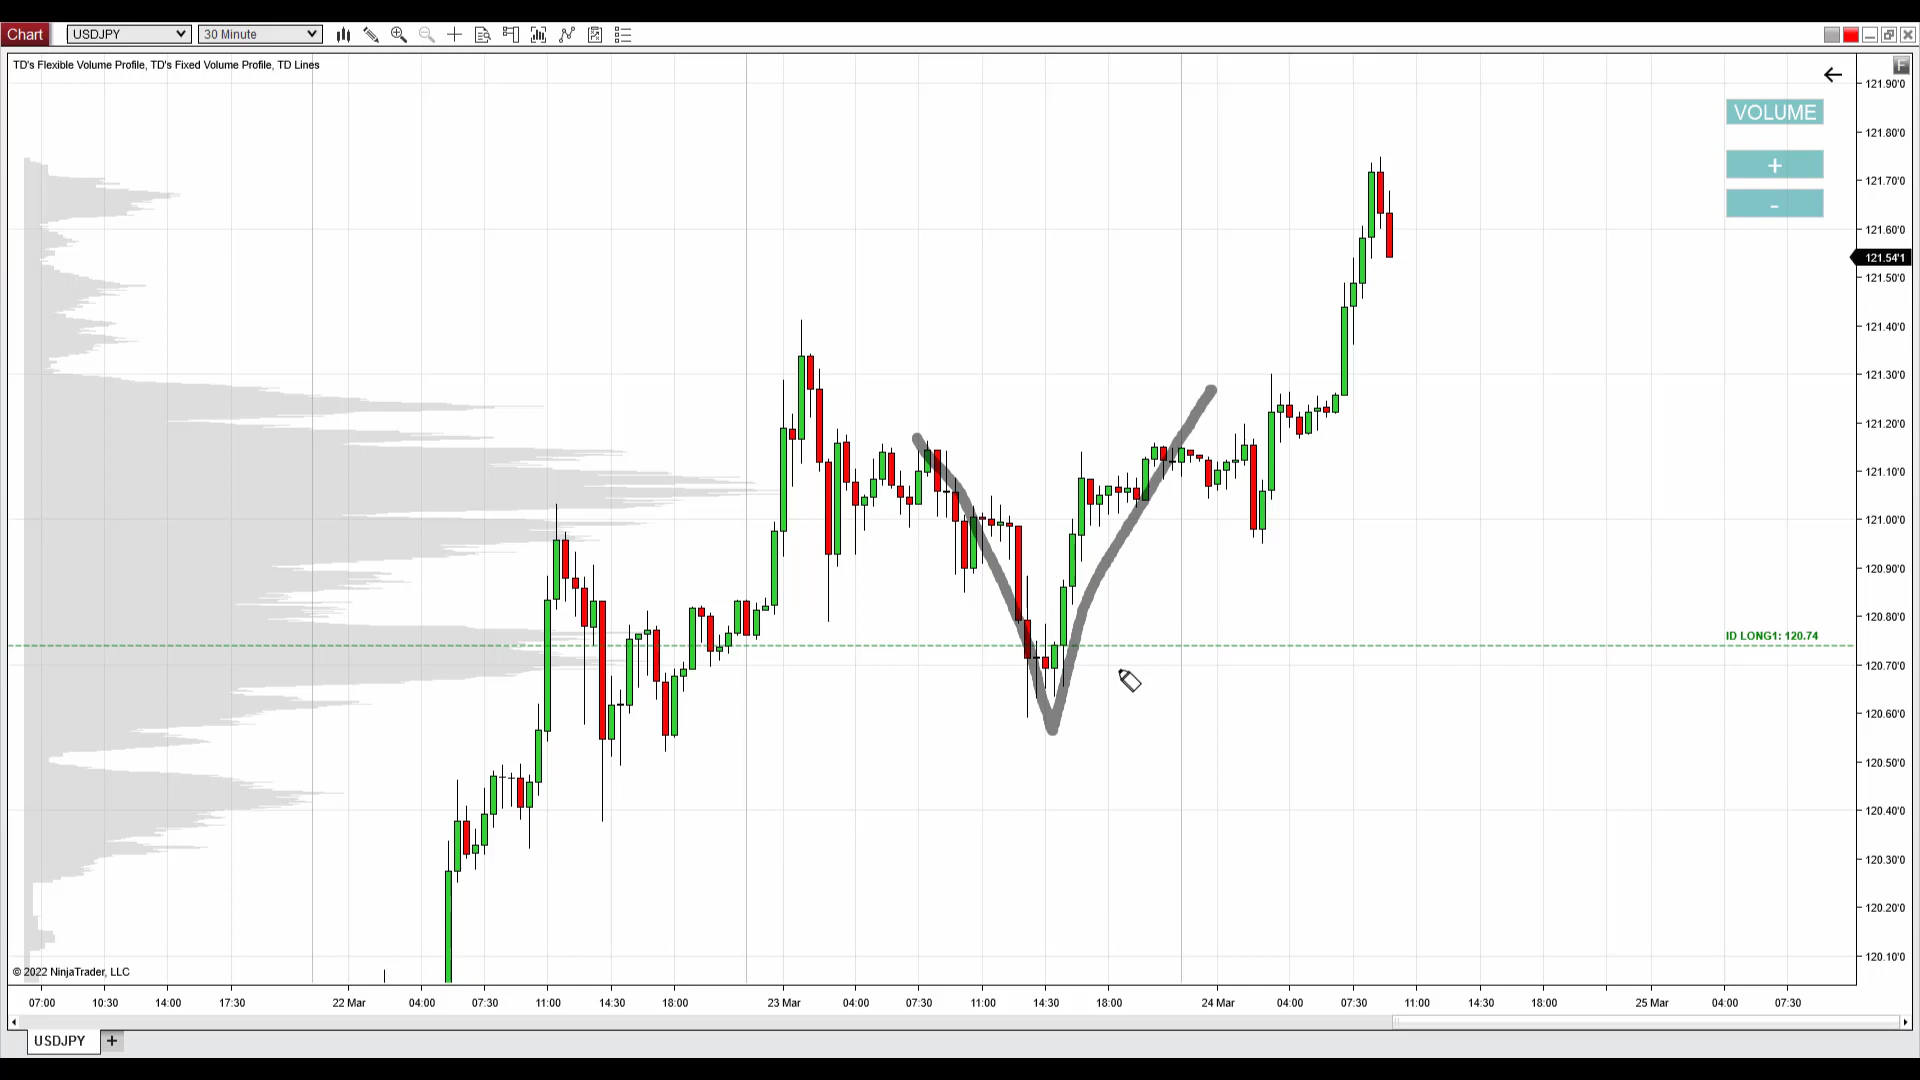 Chart USDJPY 30 Minute
TD's Flexible Volume Profile, TD's Fixed Volume Profile, TD Lines
F
VOLUME
+
-
121.90'0
121.80'0
121.70'0
121.60'0
121.54'1
121.50'0
121.40'0
121.30'0
121.20'0
121.10'0
121.00'0
120.90'0
120.80'0
ID LONG1: 120.74
120.70'0
120.60'0
120.50'0
120.40'0
120.30'0
120.20'0
120.10'0
© 2022 NinjaTrader, LLC
07:00 10:30 14:00 17:30 22 Mar 04:00 07:30 11:00 14:30 18:00 23 Mar 04:00 07:30 11:00 14:30 18:00 24 Mar 04:00 07:30 11:00 14:30 18:00 25 Mar 04:00 07:30
USDJPY +